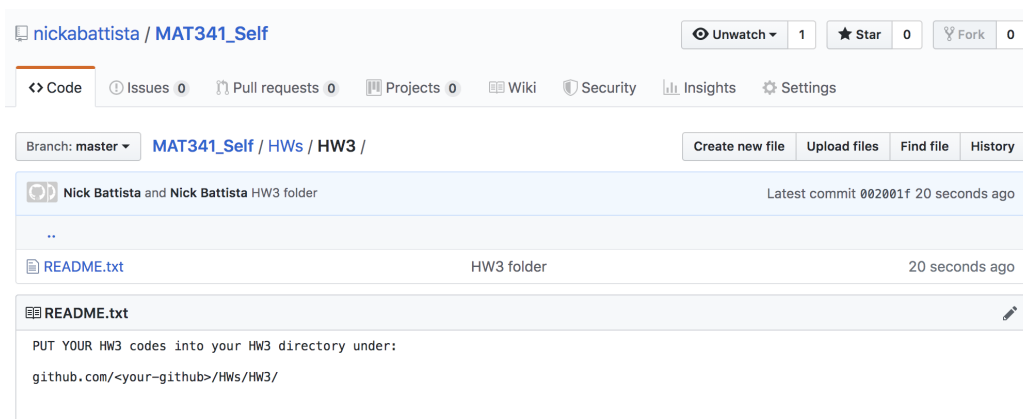 nickabattista / MAT341_Self
Unwatch 1 Star 0 Fork 0
Code Issues 0 Pull requests 0 Projects 0 Wiki Security Insights Settings
Branch: master MAT341_Self / HWs / HW3 / Create new file Upload files Find file History
Nick Battista and Nick Battista HW3 folder Latest commit 002001f 20 seconds ago
..
README.txt HW3 folder 20 seconds ago
README.txt
PUT YOUR HW3 codes into your HW3 directory under:
github.com/<your-github>/HWs/HW3/